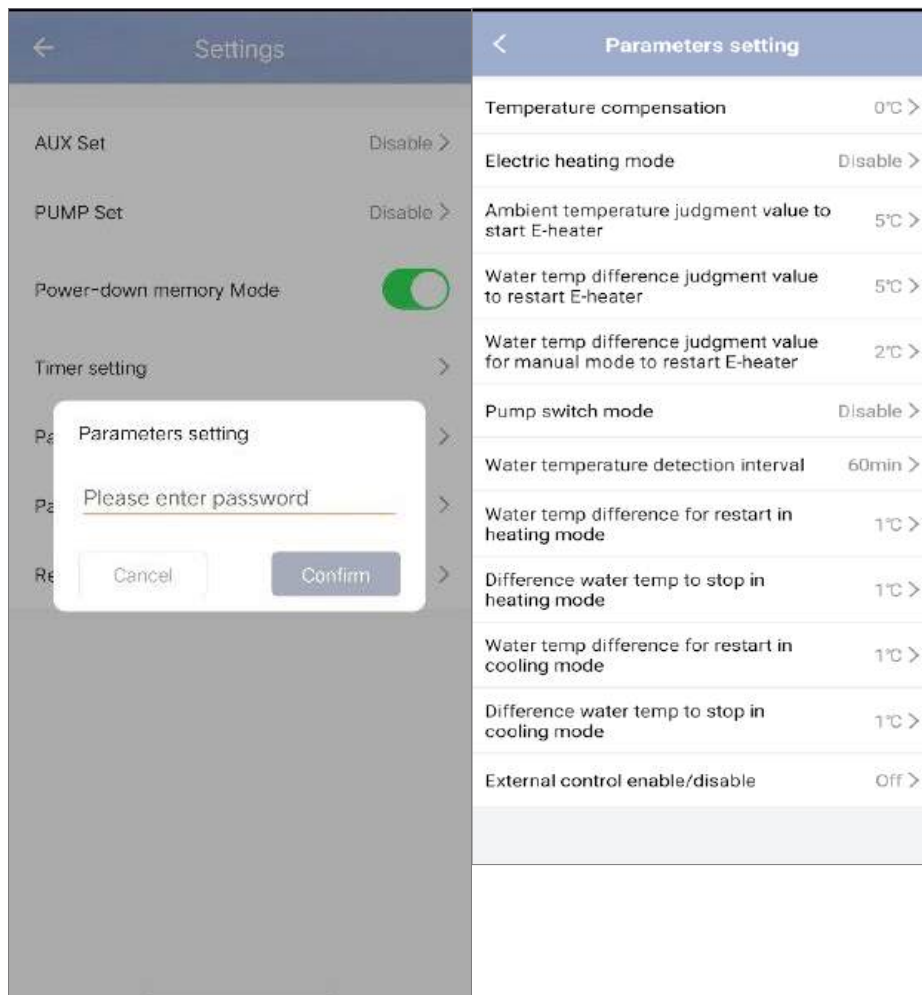 Settings
AUX Set Disable >
PUMP Set Disable >
Power-down memory Mode
Timer setting >
Pa >
Parameters setting
Pa >
Please enter password
Re >
Cancel Confirm
Parameters setting
Temperature compensation 0℃ >
Electric heating mode Disable >
Ambient temperature judgment value to
start E-heater 5℃ >
Water temp difference judgment value
to restart E-heater 5℃ >
Water temp difference judgment value
for manual mode to restart E-heater 2℃ >
Pump switch mode Disable >
Water temperature detection interval 60min >
Water temp difference for restart in
heating mode 1℃ >
Difference water temp to stop in
heating mode 1℃ >
Water temp difference for restart in
cooling mode 1℃ >
Difference water temp to stop in
cooling mode 1℃ >
External control enable/disable Off >